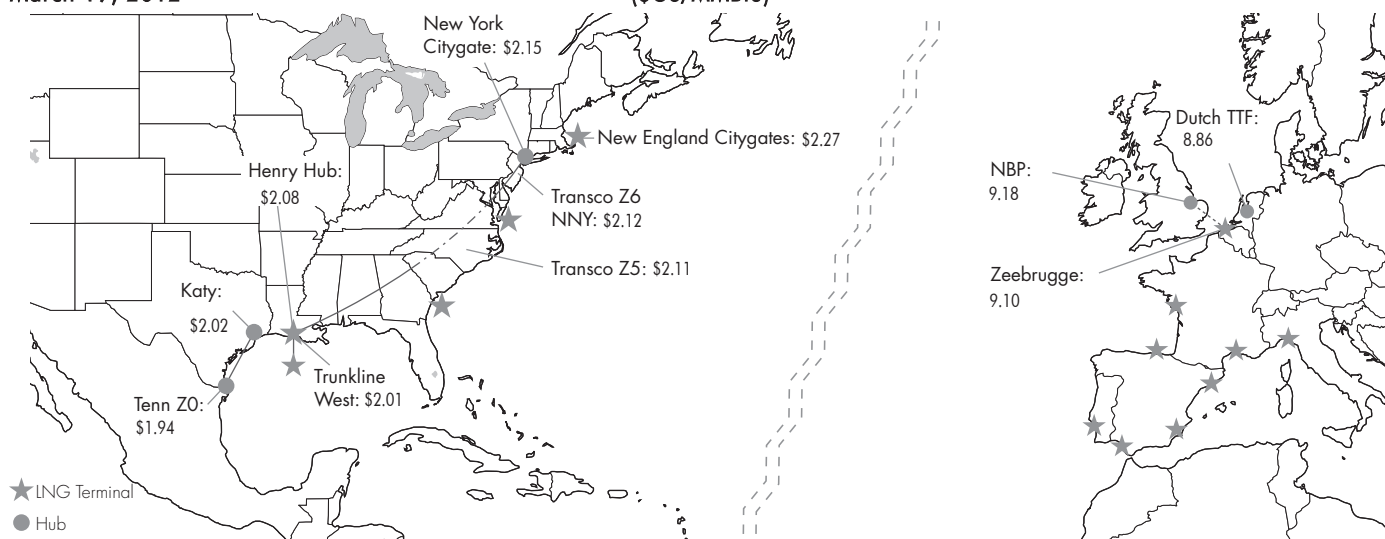 New York
Citygate: $2.15
New England Citygates: $2.27
Henry Hub:
$2.08
Transco Z6
NNY: $2.12
Transco Z5: $2.11
Katy:
$2.02
Trunkline
West: $2.01
Tenn Z0:
$1.94
LNG Terminal
Hub
Dutch TTF:
8.86
NBP:
9.18
Zeebrugge:
9.10